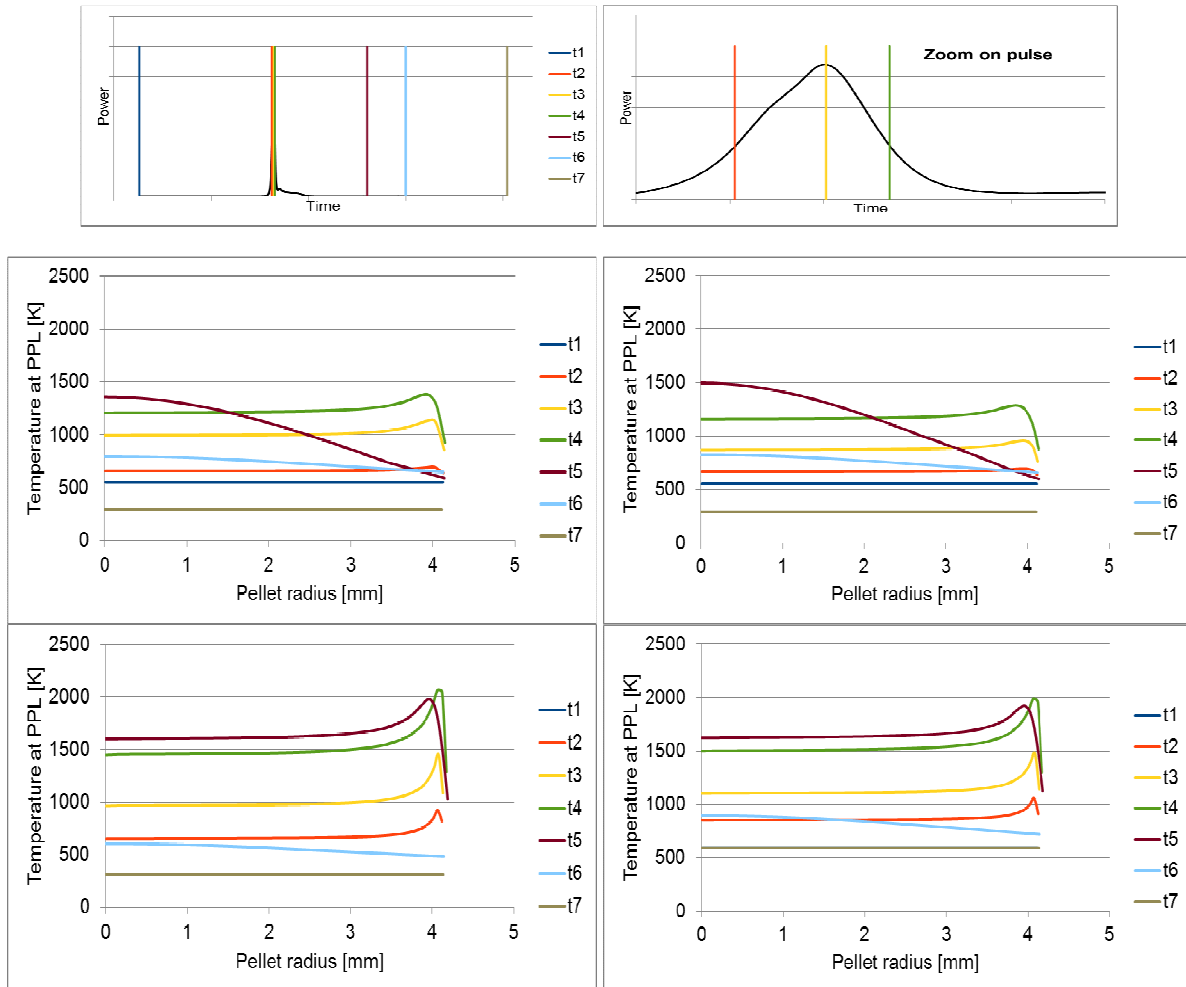 Power
Time
t1
t2
t3
t4
t5
t6
t7
Zoom on pulse
Power
Time
Temperature at PPL [K]
2500
2000
1500
1000
500
0
0 1 2 3 4 5
Pellet radius [mm]
t1
t2
t3
t4
t5
t6
t7
Temperature at PPL [K]
2500
2000
1500
1000
500
0
0 1 2 3 4 5
Pellet radius [mm]
t1
t2
t3
t4
t5
t6
t7
Temperature at PPL [K]
2500
2000
1500
1000
500
0
0 1 2 3 4 5
Pellet radius [mm]
t1
t2
t3
t4
t5
t6
t7
Temperature at PPL [K]
2500
2000
1500
1000
500
0
0 1 2 3 4 5
Pellet radius [mm]
t1
t2
t3
t4
t5
t6
t7